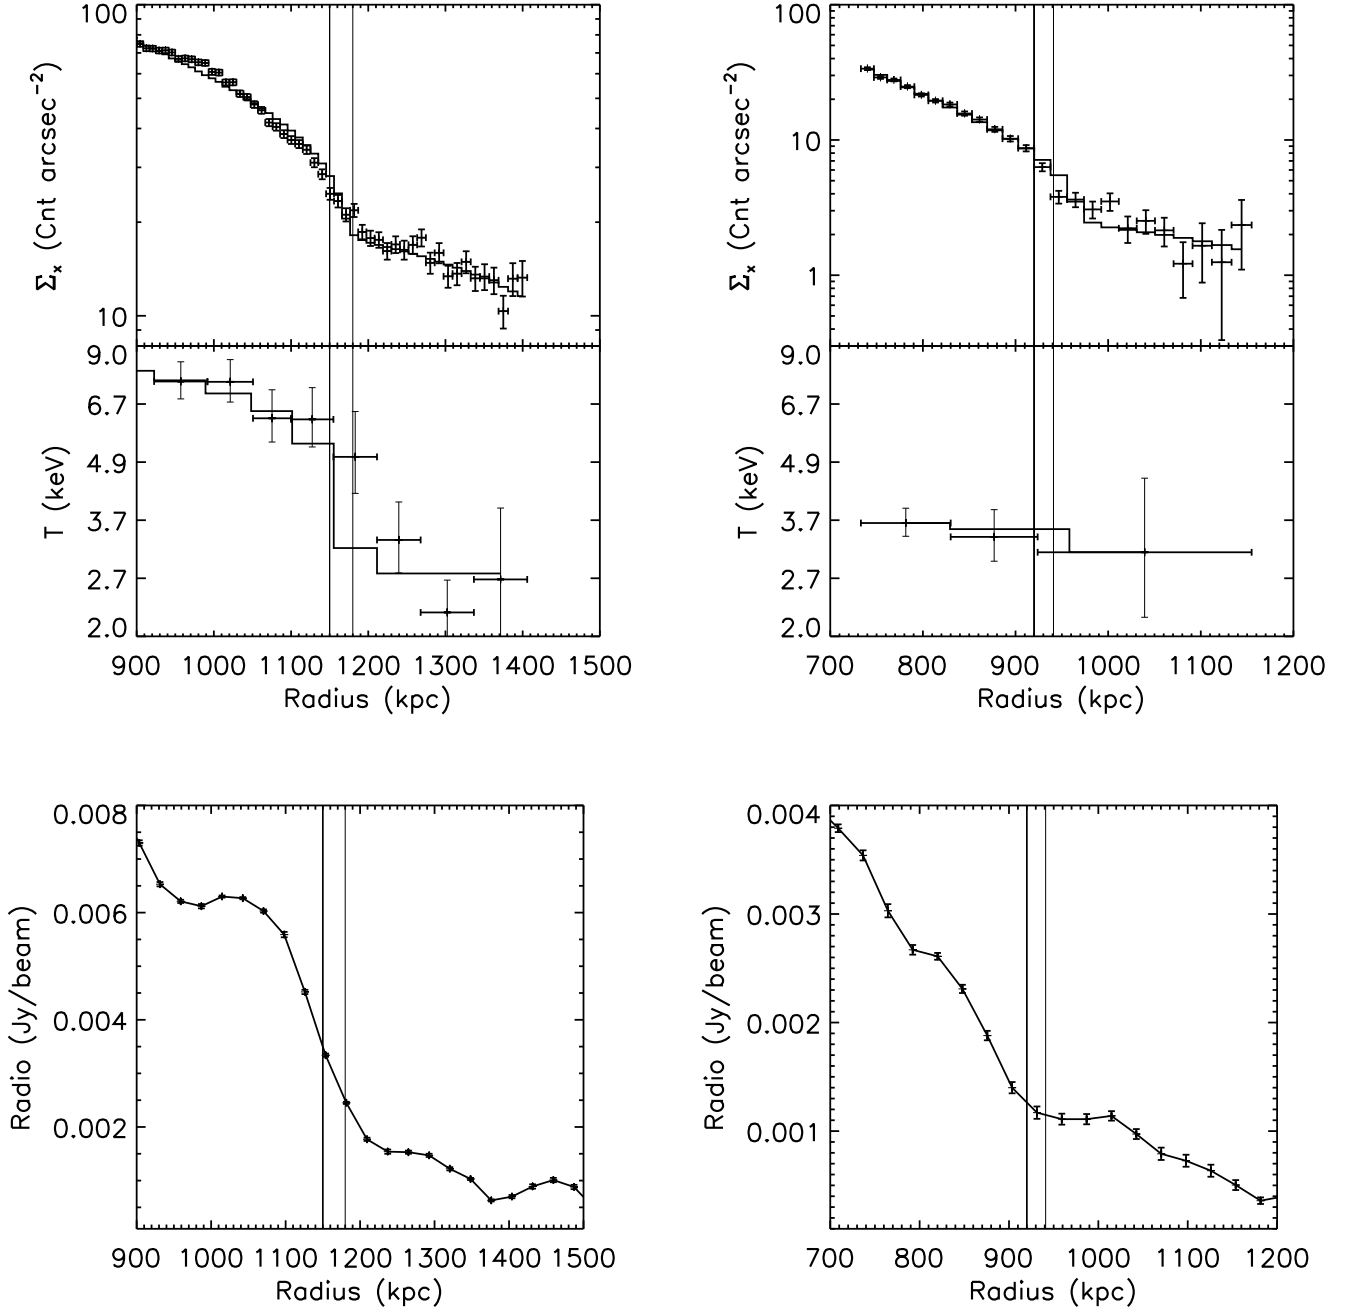 100
10
Σx (Cnt arcsec−2)
9.0
6.7
4.9
3.7
2.7
2.0
T (keV)
900 1000 1100 1200 1300 1400 1500
Radius (kpc)
100
10
1
Σx (Cnt arcsec−2)
9.0
6.7
4.9
3.7
2.7
2.0
T (keV)
700 800 900 1000 1100 1200
Radius (kpc)
0.008
0.006
0.004
0.002
Radio (Jy/beam)
900 1000 1100 1200 1300 1400 1500
Radius (kpc)
0.004
0.003
0.002
0.001
Radio (Jy/beam)
700 800 900 1000 1100 1200
Radius (kpc)